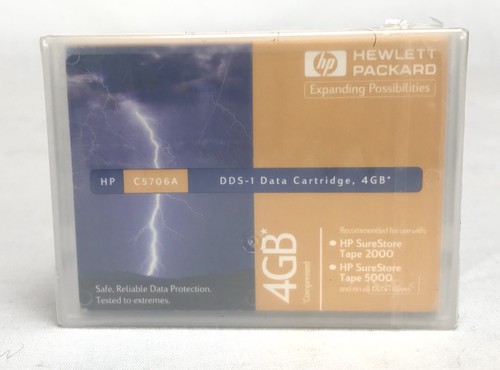 hp HEWLETT
PACKARD
Expanding Possibilities
HP C5706A DDS-1 Data Cartridge, 4GB*
4GB*
*Compressed
Recommended for use with:
• HP SureStore
Tape 2000
• HP SureStore
Tape 5000
Safe, Reliable Data Protection.
Tested to extremes.